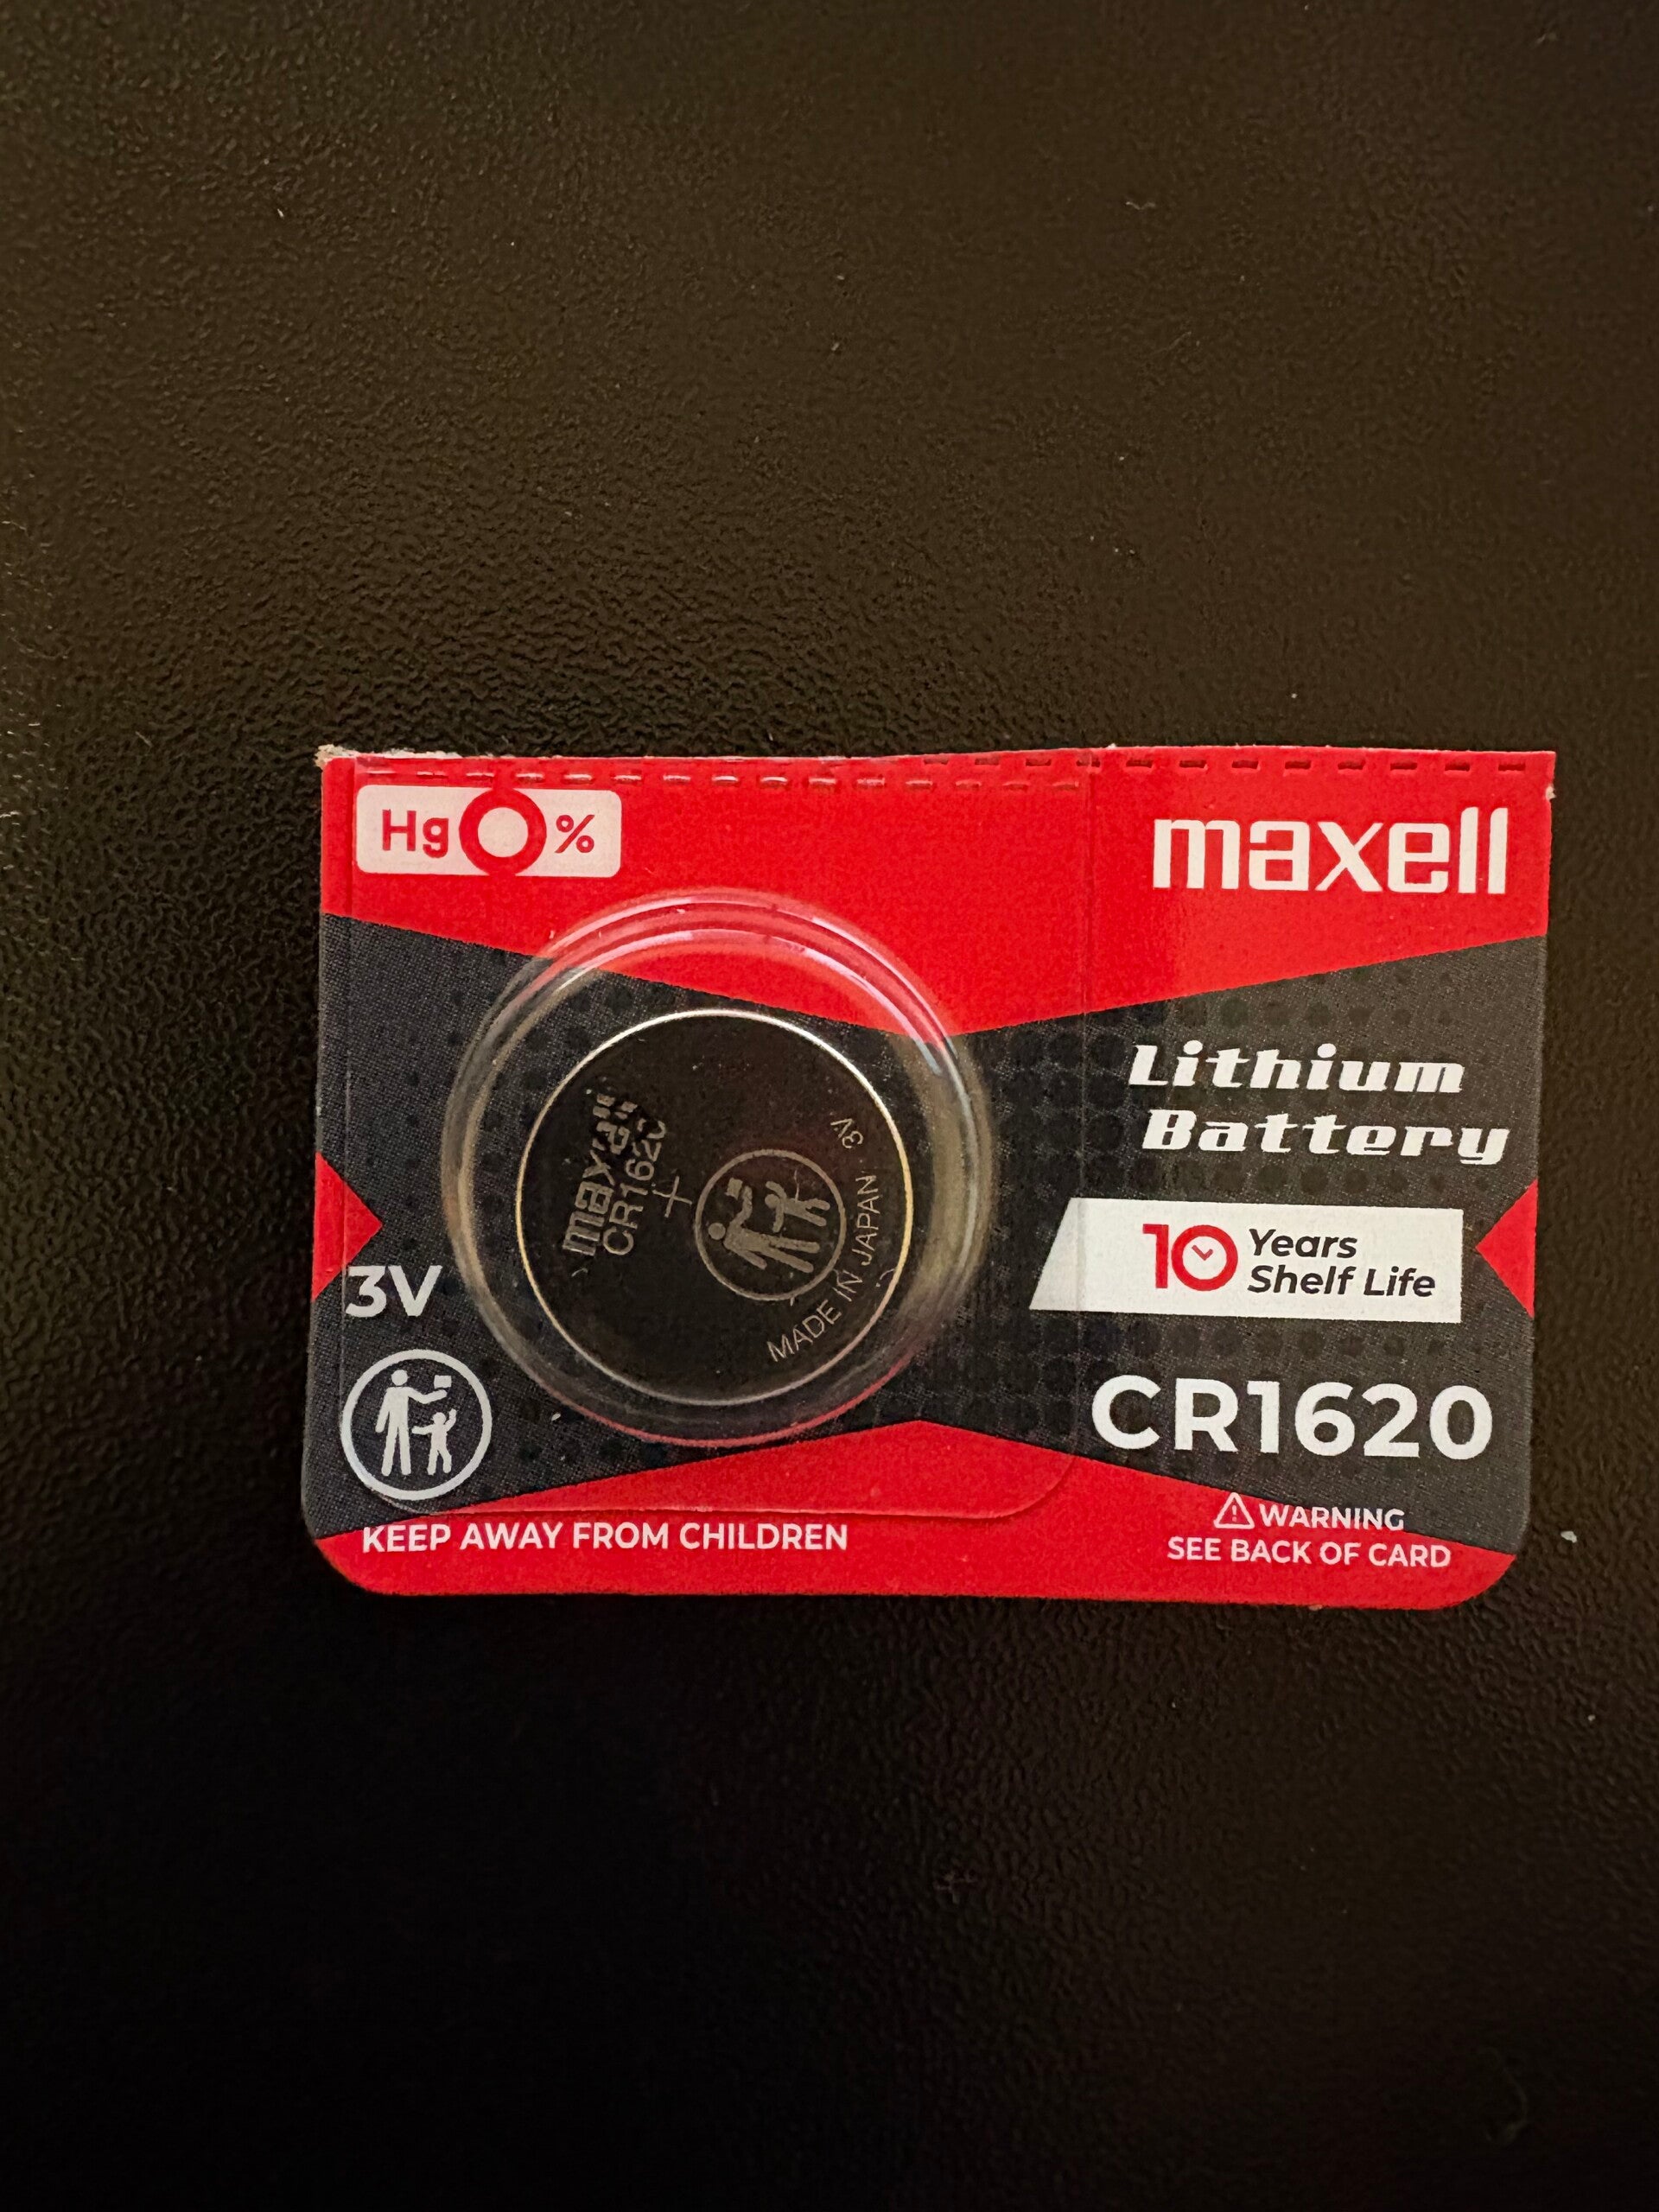 Hg 0%
maxell
Lithium
Battery
10 Years
Shelf Life
3V
CR1620
KEEP AWAY FROM CHILDREN
WARNING
SEE BACK OF CARD
maxell
CR1620
+
MADE IN JAPAN
3V